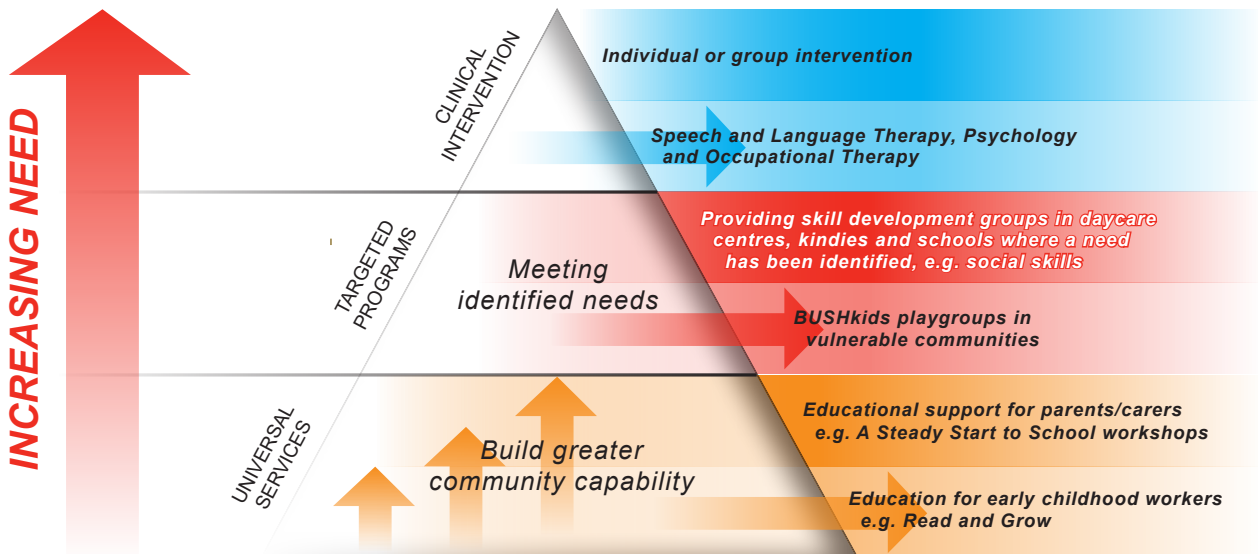 INCREASING NEED
CLINICAL
INTERVENTION
Individual or group intervention
Speech and Language Therapy, Psychology
and Occupational Therapy
TARGETED
PROGRAMS
Meeting
identified needs
Providing skill development groups in daycare
centres, kindies and schools where a need
has been identified, e.g. social skills
BUSHkids playgroups in
vulnerable communities
UNIVERSAL
SERVICES
Build greater
community capability
Educational support for parents/carers
e.g. A Steady Start to School workshops
Education for early childhood workers
e.g. Read and Grow